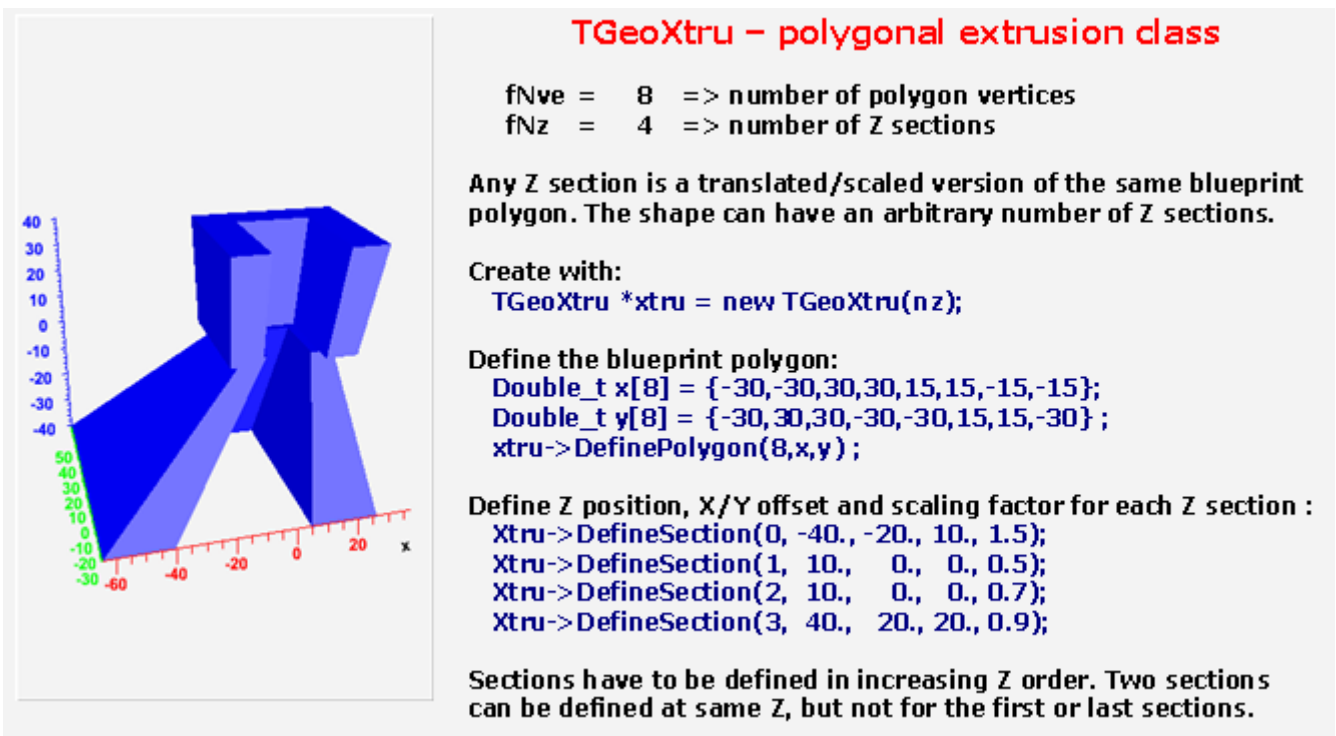 TGeoXtru – polygonal extrusion class
fNve = 8 => number of polygon vertices
fNz = 4 => number of Z sections
Any Z section is a translated/scaled version of the same blueprint
polygon. The shape can have an arbitrary number of Z sections.
Create with:
TGeoXtru *xtru = new TGeoXtru(nz);
Define the blueprint polygon:
Double_t x[8] = {-30,-30,30,30,15,15,-15,-15};
Double_t y[8] = {-30,30,30,-30,-30,15,15,-30} ;
xtru->DefinePolygon(8,x,y) ;
Define Z position, X/Y offset and scaling factor for each Z section :
Xtru->DefineSection(0, -40., -20., 10., 1.5);
Xtru->DefineSection(1, 10., 0., 0., 0.5);
Xtru->DefineSection(2, 10., 0., 0., 0.7);
Xtru->DefineSection(3, 40., 20., 20., 0.9);
Sections have to be defined in increasing Z order. Two sections
can be defined at same Z, but not for the first or last sections.
40
30
20
10
0
-10
-20
-30
-40
50
40
30
20
10
0
-10
-20
-30
-60
-40
-20
0
20
x